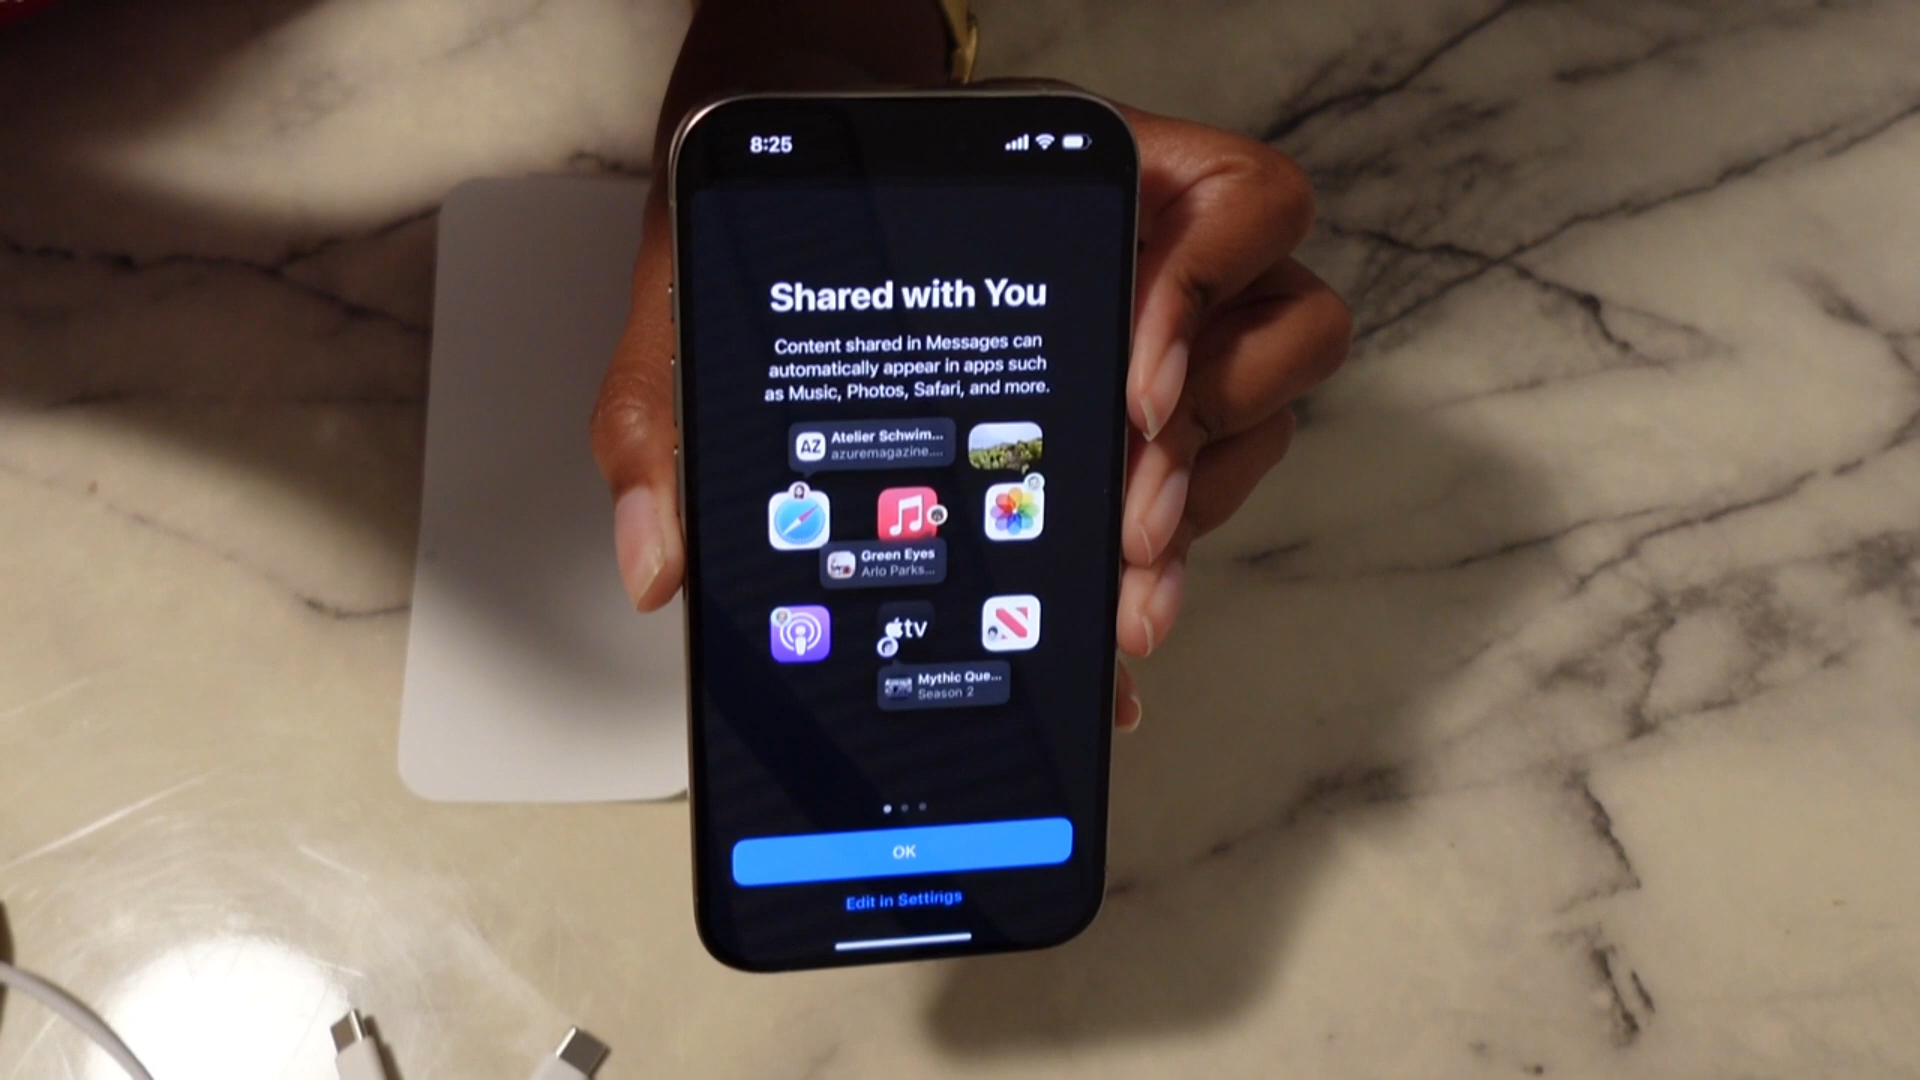 8:25
Shared with You
Content shared in Messages can
automatically appear in apps such
as Music, Photos, Safari, and more.
AZ
Atelier Schwim...
azuremagazine....
Green Eyes
Arlo Parks...
tv
Mythic Que...
Season 2
OK
Edit in Settings